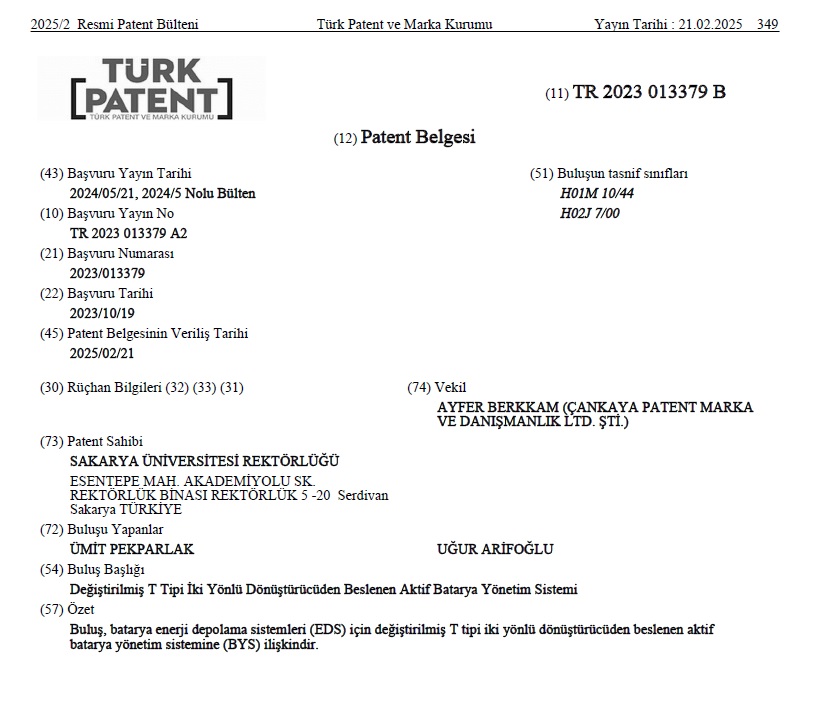 2025/2 Resmi Patent Bülteni Türk Patent ve Marka Kurumu Yayın Tarihi : 21.02.2025 349
TÜRK
PATENT
TÜRK PATENT VE MARKA KURUMU
(11) TR 2023 013379 B
(12) Patent Belgesi
(43) Başvuru Yayın Tarihi
2024/05/21, 2024/5 Nolu Bülten
(10) Başvuru Yayın No
TR 2023 013379 A2
(21) Başvuru Numarası
2023/013379
(22) Başvuru Tarihi
2023/10/19
(45) Patent Belgesinin Veriliş Tarihi
2025/02/21
(51) Buluşun tasnif sınıfları
H01M 10/44
H02J 7/00
(30) Rüçhan Bilgileri (32) (33) (31)
(74) Vekil
AYFER BERKKAM (ÇANKAYA PATENT MARKA
VE DANIŞMANLIK LTD. ŞTİ.)
(73) Patent Sahibi
SAKARYA ÜNİVERSİTESİ REKTÖRLÜĞÜ
ESENTEPE MAH. AKADEMİYOLU SK.
REKTÖRLÜK BİNASI REKTÖRLÜK 5 -20 Serdivan
Sakarya TÜRKİYE
(72) Buluşu Yapanlar
ÜMİT PEKPARLAK UĞUR ARİFOĞLU
(54) Buluş Başlığı
Değiştirilmiş T Tipi İki Yönlü Dönüştürücüden Beslenen Aktif Batarya Yönetim Sistemi
(57) Özet
Buluş, batarya enerji depolama sistemleri (EDS) için değiştirilmiş T tipi iki yönlü dönüştürücüden beslenen aktif
batarya yönetim sistemine (BYS) ilişkindir.